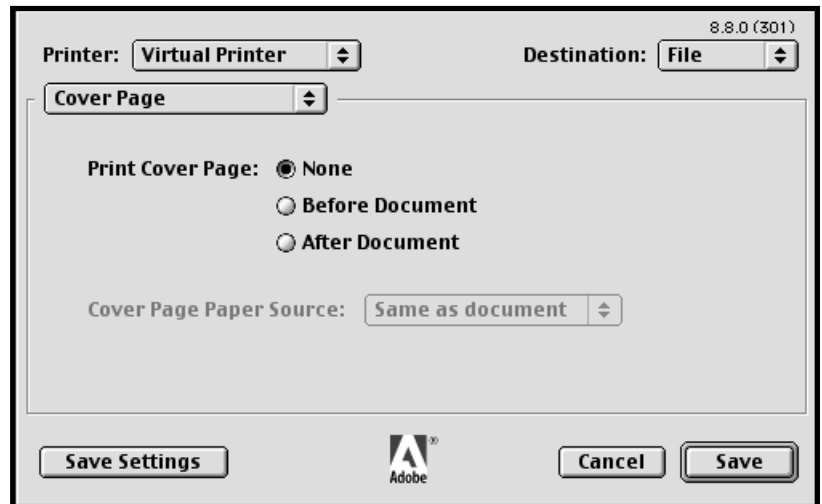 8.8.0 (301)
Printer: Virtual Printer Destination: File
Cover Page
Print Cover Page: None
Before Document
After Document
Cover Page Paper Source: Same as document
Save Settings
Adobe ®
Cancel Save